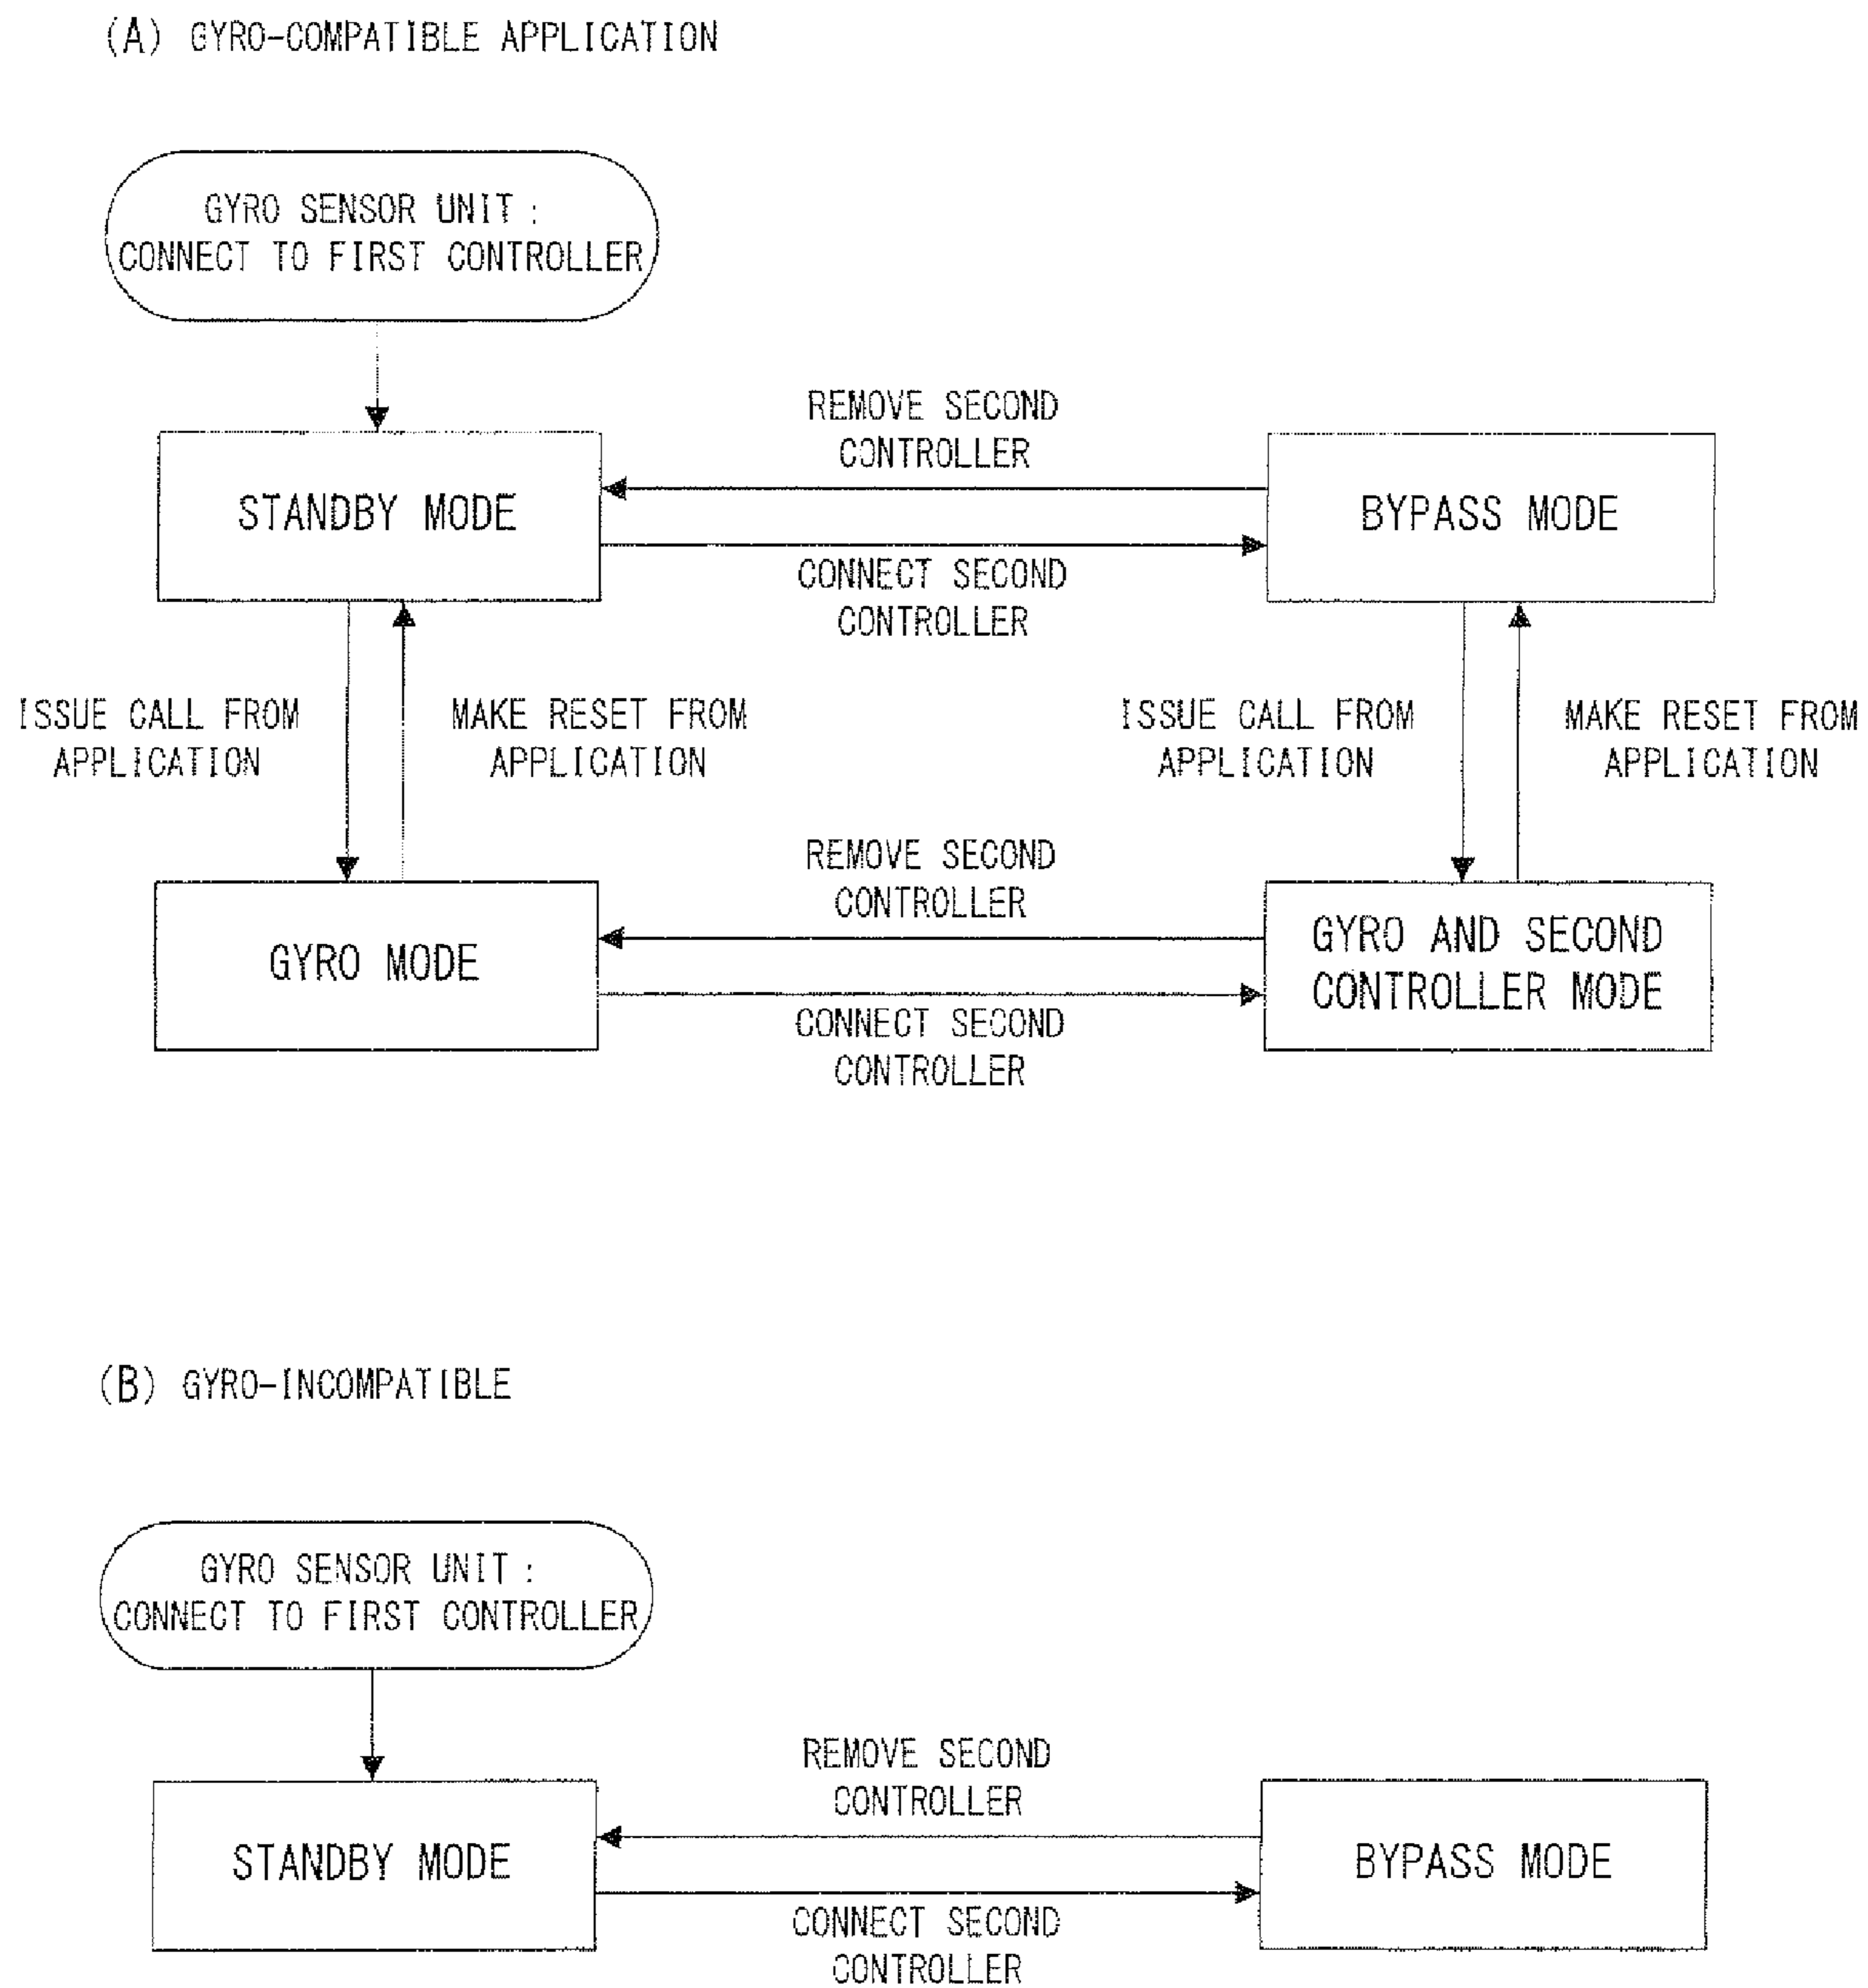 (A) GYRO-COMPATIBLE APPLICATION
GYRO SENSOR UNIT :
CONNECT TO FIRST CONTROLLER
REMOVE SECOND
CONTROLLER
STANDBY MODE
BYPASS MODE
CONNECT SECOND
CONTROLLER
ISSUE CALL FROM
APPLICATION
MAKE RESET FROM
APPLICATION
ISSUE CALL FROM
APPLICATION
MAKE RESET FROM
APPLICATION
REMOVE SECOND
CONTROLLER
GYRO MODE
GYRO AND SECOND
CONTROLLER MODE
CONNECT SECOND
CONTROLLER
(B) GYRO-INCOMPATIBLE
GYRO SENSOR UNIT :
CONNECT TO FIRST CONTROLLER
REMOVE SECOND
CONTROLLER
STANDBY MODE
BYPASS MODE
CONNECT SECOND
CONTROLLER